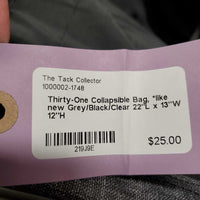 The Tack Collector
1000002-1748
Thirty-One Collapsible Bag, "like
new Grey/Black/Clear 22"L x 13"W
12"H
$25.00
219J9E